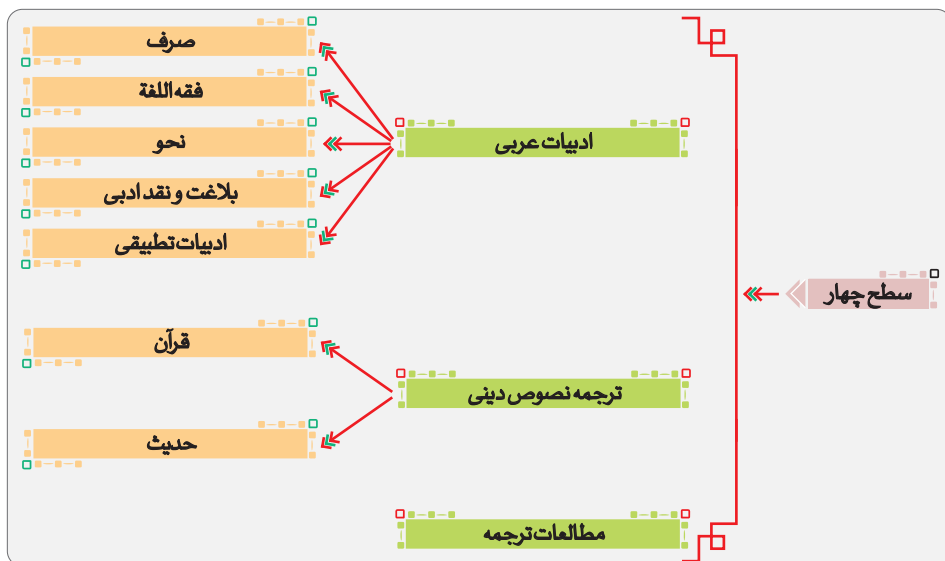 سطح چهار
ادبیات عربی
صرف
فقه اللغة
نحو
بلاغت و نقد ادبی
ادبیات تطبیقی
ترجمه نصوص دینی
قرآن
حدیث
مطالعات ترجمه